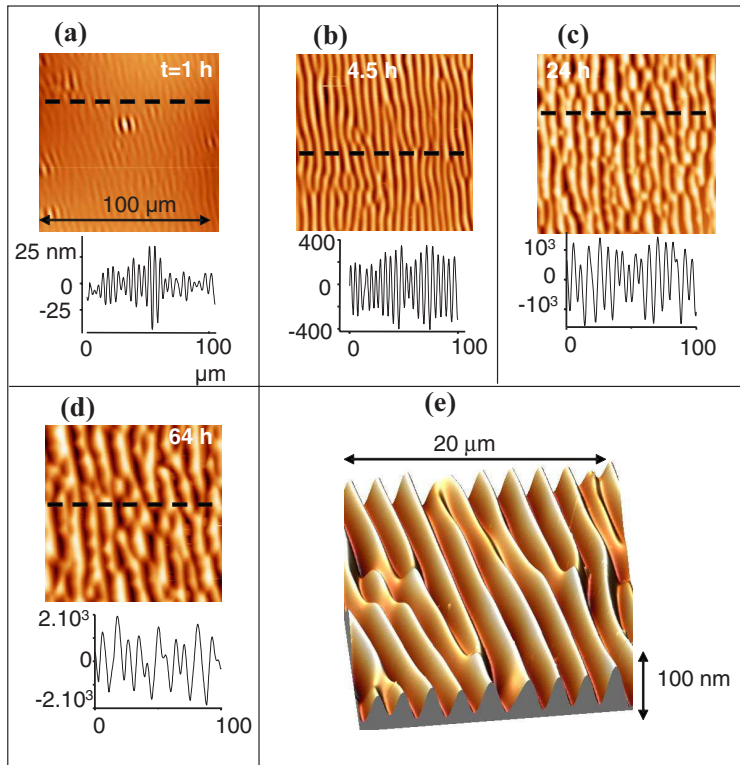 (a)
t=1 h
100 µm
25 nm
0
-25
0 100
µm
(b)
4.5 h
400
0
-400
0 100
(c)
24 h
10³
0
-10³
0 100
(d)
64 h
2.10³
0
-2.10³
0 100
(e)
20 µm
100 nm